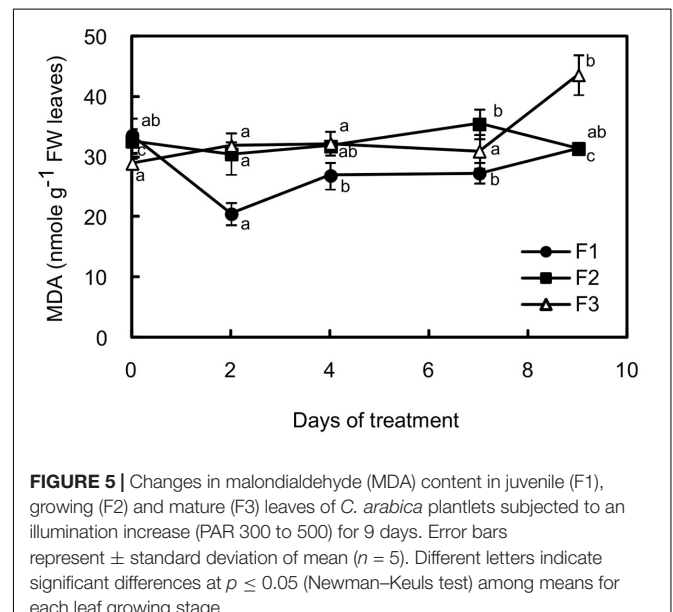 50
40
30
20
10
0
MDA (nmole g⁻¹ FW leaves)
ab
c
a
a
a
a
a
ab
b
b
a
b
b
ab
c
F1
F2
F3
0 2 4 6 8 10
Days of treatment
FIGURE 5 | Changes in malondialdehyde (MDA) content in juvenile (F1),
growing (F2) and mature (F3) leaves of C. arabica plantlets subjected to an
illumination increase (PAR 300 to 500) for 9 days. Error bars
represent ± standard deviation of mean (n = 5). Different letters indicate
significant differences at p ≤ 0.05 (Newman–Keuls test) among means for
each leaf growing stage